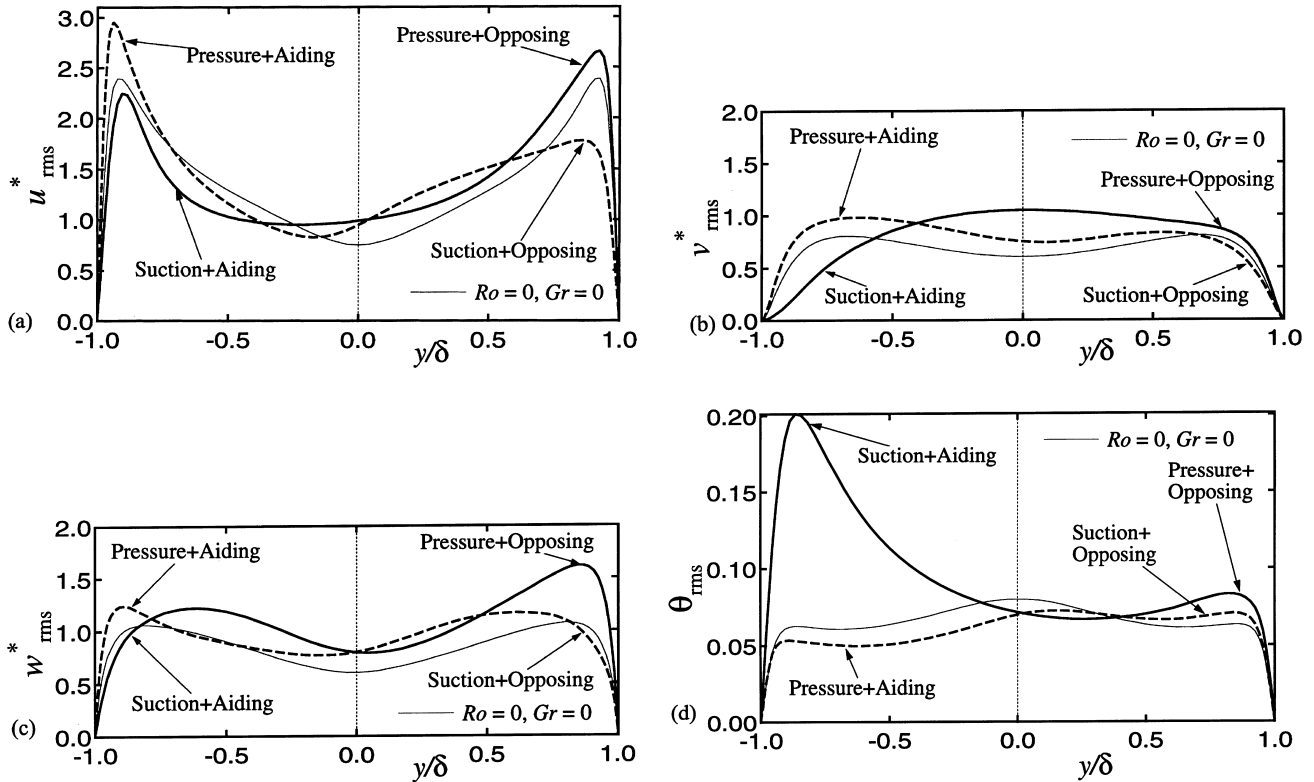 3.0
2.5
2.0
1.5
1.0
0.5
0.0
u* rms
Pressure+Aiding
Pressure+Opposing
Suction+Aiding
Suction+Opposing
Ro = 0, Gr = 0
(a)
-1.0 -0.5 0.0 0.5 1.0
y/δ
2.0
1.5
1.0
0.5
0.0
v* rms
Pressure+Aiding
Ro = 0, Gr = 0
Pressure+Opposing
Suction+Aiding
Suction+Opposing
(b)
-1.0 -0.5 0.0 0.5 1.0
y/δ
2.0
1.5
1.0
0.5
0.0
w* rms
Pressure+Aiding
Pressure+Opposing
Suction+Aiding
Suction+Opposing
Ro = 0, Gr = 0
(c)
-1.0 -0.5 0.0 0.5 1.0
y/δ
0.20
0.15
0.10
0.05
0.00
θrms
Ro = 0, Gr = 0
Suction+Aiding
Pressure+
Opposing
Suction+
Opposing
Pressure+Aiding
(d)
-1.0 -0.5 0.0 0.5 1.0
y/δ